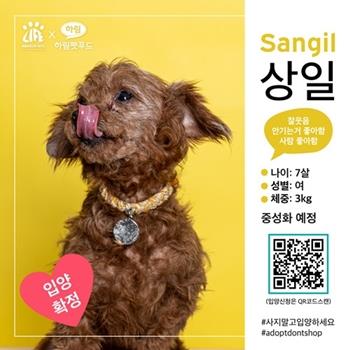 LIFE
×
하림
하림펫푸드
Sangil
상일
잘웃음
안기는거 좋아함
사람 좋아함
나이: 7살
성별: 여
체중: 3kg
중성화 예정
입양
확정
(입양신청은 QR코드스캔)
#사지말고입양하세요
#adoptdontshop